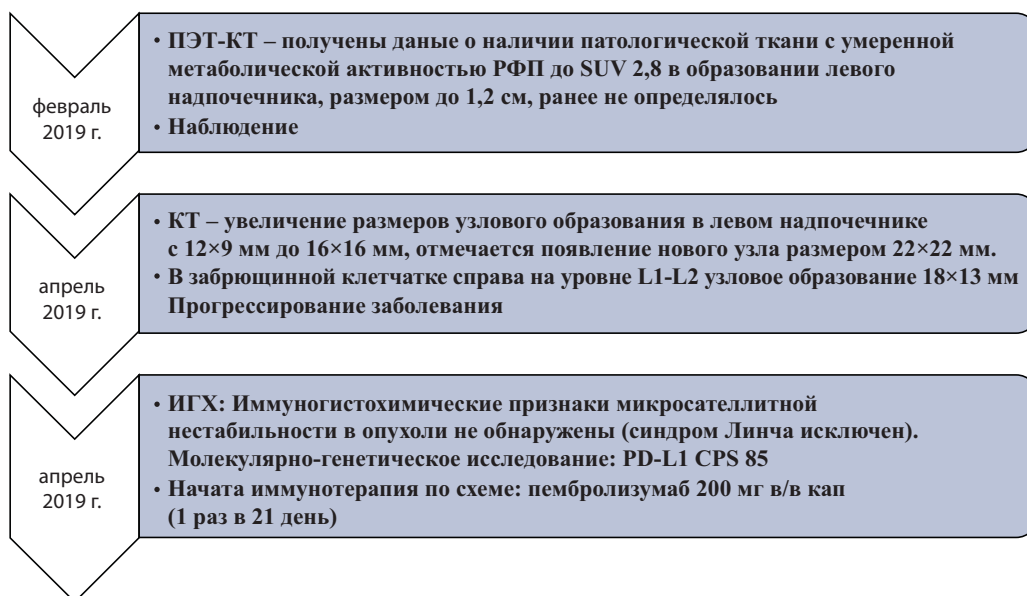 февраль
2019 г.
• ПЭТ-КТ – получены даные о наличии патологической ткани с умеренной
метаболической активностью РФП до SUV 2,8 в образовании левого
надпочечника, размером до 1,2 см, ранее не определялось
• Наблюдение
апрель
2019 г.
• КТ – увеличение размеров узлового образования в левом надпочечнике
с 12×9 мм до 16×16 мм, отмечается появление нового узла размером 22×22 мм.
• В забрющинной клетчатке справа на уровне L1-L2 узловое образование 18×13 мм
Прогрессирование заболевания
апрель
2019 г.
• ИГХ: Иммуногистохимические признаки микросателлитной
нестабильности в опухоли не обнаружены (синдром Линча исключен).
Молекулярно-генетическое исследование: PD-L1 CPS 85
• Начата иммунотерапия по схеме: пембролизумаб 200 мг в/в кап
(1 раз в 21 день)